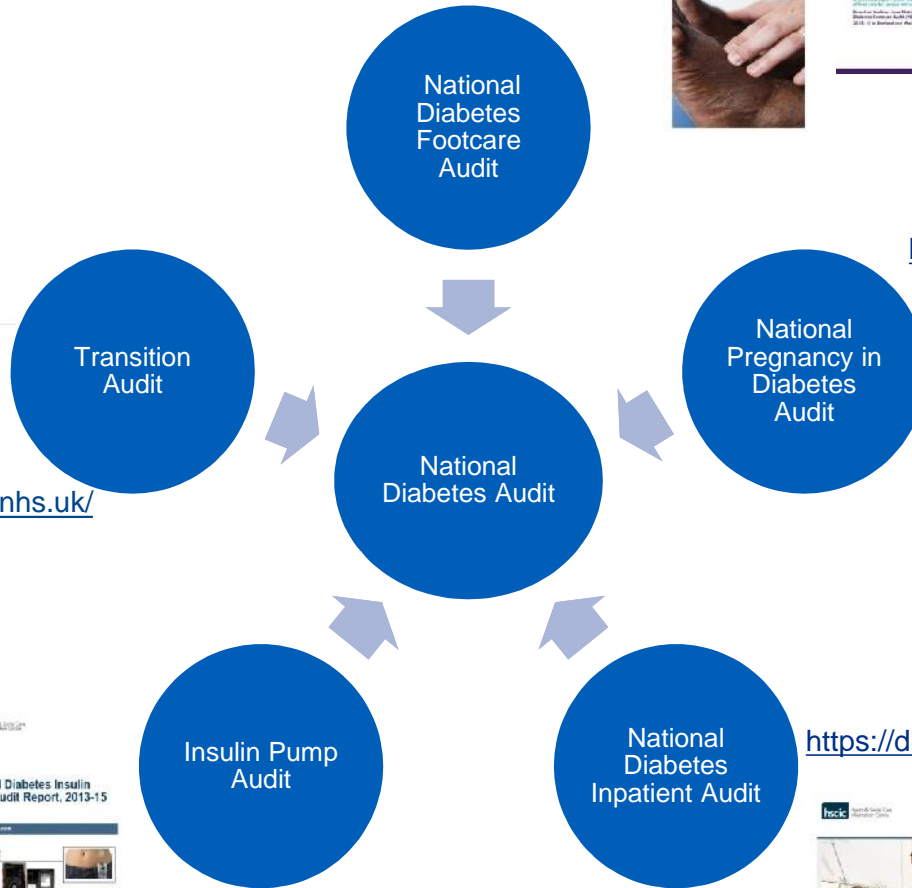 National
Diabetes
Footcare
Audit
National
Pregnancy in
Diabetes
Audit
Transition
Audit
National
Diabetes Audit
nhs.uk/
Insulin Pump
Audit
National
Diabetes
Inpatient Audit
https://d
Diabetes Insulin
udit Report, 2013-15
hscic